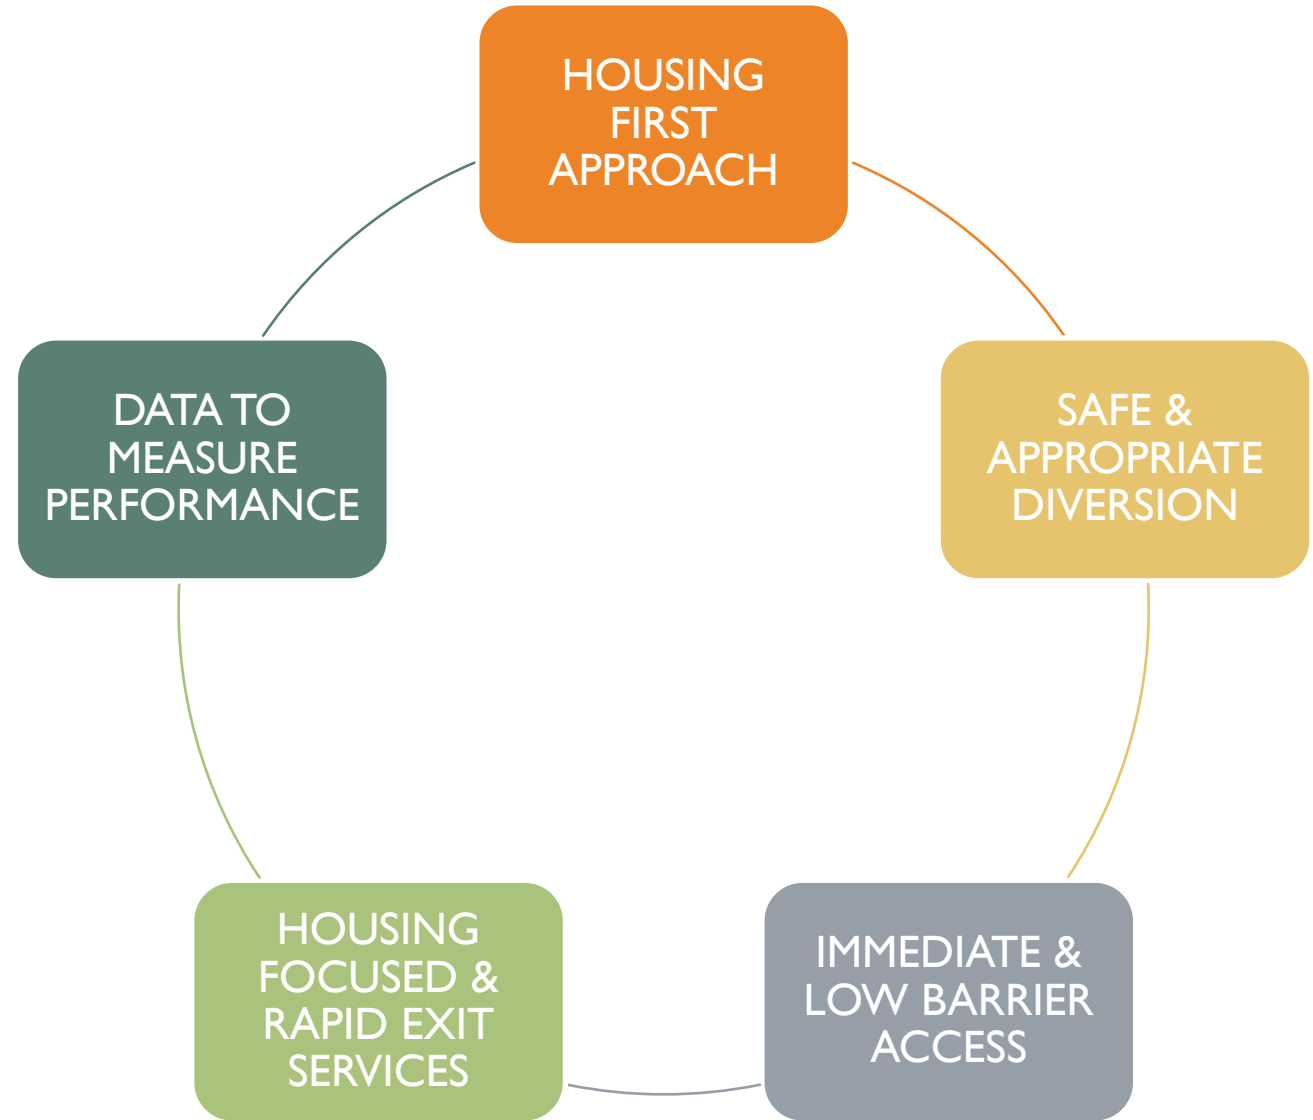 HOUSING
FIRST
APPROACH
SAFE &
APPROPRIATE
DIVERSION
IMMEDIATE &
LOW BARRIER
ACCESS
HOUSING
FOCUSED &
RAPID EXIT
SERVICES
DATA TO
MEASURE
PERFORMANCE